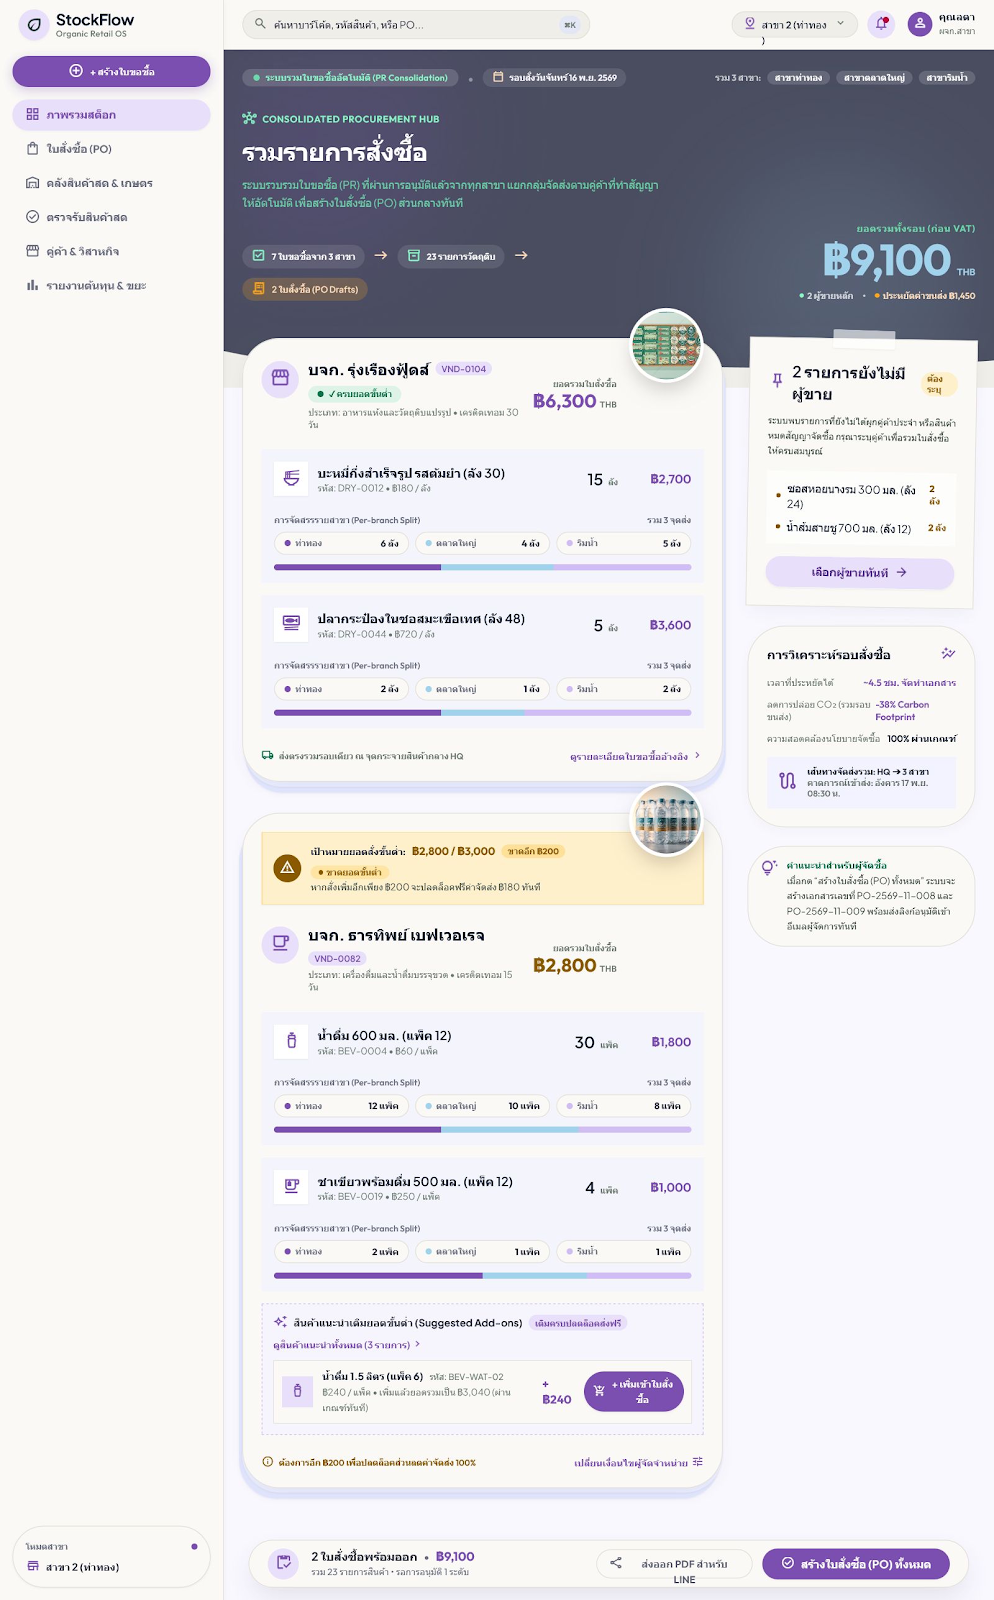 StockFlow
Organic Retail OS
+ สร้างใบขอซื้อ
ภาพรวมสต็อก
ใบสั่งซื้อ (PO)
คลังสินค้าสด & เกษตร
ตรวจรับสินค้าสด
คู่ค้า & วิสาหกิจ
รายงานต้นทุน & ขยะ
โหมดสาขา
สาขา 2 (ท่าทอง)
ค้นหาบาร์โค้ด, รหัสสินค้า, หรือ PO...
⌘K
สาขา 2 (ท่าทอง
)
คุณเอดา
ผจก.สาขา
ระบบรวมใบขอซื้ออัตโนมัติ (PR Consolidation)
รอบสั่งวันจันทร์ 16 พ.ย. 2569
รวม 3 สาขา:
สาขาท่าทอง
สาขาตลาดใหญ่
สาขาริมน้ำ
CONSOLIDATED PROCUREMENT HUB
รวมรายการสั่งซื้อ
ระบบรวบรวมใบขอซื้อ (PR) ที่ผ่านการอนุมัติแล้วจากทุกสาขา แยกกลุ่มจัดส่งตามคู่ค้าที่ทำสัญญา
ให้อัตโนมัติ เพื่อสร้างใบสั่งซื้อ (PO) ส่วนกลางทันที
7 ใบขอซื้อจาก 3 สาขา
→
23 รายการวัตถุดิบ
→
2 ใบสั่งซื้อ (PO Drafts)
ยอดรวมทั้งรอบ (ก่อน VAT)
฿9,100 THB
• 2 ผู้ขายหลัก • • ประหยัดค่าขนส่ง ฿1,450
บจก. รุ่งเรืองฟู้ดส์
VND-0104
✓ ครบยอดขั้นต่ำ
ประเภท: อาหารแห้งและวัตถุดิบแปรรูป • เครดิตเทอม 30
วัน
ยอดรวมใบสั่งซื้อ
฿6,300 THB
บะหมี่กึ่งสำเร็จรูป รสต้มยำ (ลัง 30)
รหัส: DRY-0012 • ฿180 / ลัง
15 ลัง
฿2,700
การจัดสรรรายสาขา (Per-branch Split)
รวม 3 จุดส่ง
ท่าทอง 6 ลัง
ตลาดใหญ่ 4 ลัง
ริมน้ำ 5 ลัง
ปลากระป๋องในซอสมะเขือเทศ (ลัง 48)
รหัส: DRY-0044 • ฿720 / ลัง
5 ลัง
฿3,600
การจัดสรรรายสาขา (Per-branch Split)
รวม 3 จุดส่ง
ท่าทอง 2 ลัง
ตลาดใหญ่ 1 ลัง
ริมน้ำ 2 ลัง
ส่งตรงรวมรอบเดียว ณ จุดกระจายสินค้ากลาง HQ
ดูรายละเอียดใบขอซื้ออ้างอิง
เป้าหมายยอดสั่งขั้นต่ำ: ฿2,800 / ฿3,000
ขาดอีก ฿200
• ขาดยอดขั้นต่ำ
หากสั่งเพิ่มอีกเพียง ฿200 จะปลดล็อคฟรีค่าจัดส่ง ฿180 ทันที
บจก. ธารทิพย์ เบฟเวอเรจ
VND-0082
ประเภท: เครื่องดื่มและน้ำดื่มบรรจุขวด • เครดิตเทอม 15
วัน
ยอดรวมใบสั่งซื้อ
฿2,800 THB
น้ำดื่ม 600 มล. (แพ็ค 12)
รหัส: BEV-0004 • ฿60 / แพ็ค
30 แพ็ค
฿1,800
การจัดสรรรายสาขา (Per-branch Split)
รวม 3 จุดส่ง
ท่าทอง 12 แพ็ค
ตลาดใหญ่ 10 แพ็ค
ริมน้ำ 8 แพ็ค
ชาเขียวพร้อมดื่ม 500 มล. (แพ็ค 12)
รหัส: BEV-0019 • ฿250 / แพ็ค
4 แพ็ค
฿1,000
การจัดสรรรายสาขา (Per-branch Split)
รวม 3 จุดส่ง
ท่าทอง 2 แพ็ค
ตลาดใหญ่ 1 แพ็ค
ริมน้ำ 1 แพ็ค
สินค้าแนะนำเติมยอดขั้นต่ำ (Suggested Add-ons)
เติมครบปลดล็อคส่งฟรี
ดูสินค้าแนะนำทั้งหมด (3 รายการ)
น้ำดื่ม 1.5 ลิตร (แพ็ค 6) รหัส: BEV-WAT-02
฿240 / แพ็ค • เพิ่มแล้วยอดรวมเป็น ฿3,040 (ผ่าน
เกณฑ์ทันที)
+
฿240
+ เพิ่มเข้าใบสั่ง
ซื้อ
ต้องการอีก ฿200 เพื่อปลดล็อคส่วนลดค่าจัดส่ง 100%
เปลี่ยนเงื่อนไขผู้จัดจำหน่าย
2 รายการยังไม่มี
ผู้ขาย
ต้อง
ระบุ
ระบบพบรายการที่ยังไม่ได้ผูกคู่ค้าประจำ หรือสินค้า
หมดสัญญาจัดซื้อ กรุณาระบุคู่ค้าเพื่อรวมใบสั่งซื้อ
ให้ครบสมบูรณ์
• ซอสหอยนางรม 300 มล. (ลัง
24)
2
ลัง
• น้ำส้มสายชู 700 มล. (ลัง 12)
2 ลัง
เลือกผู้ขายทันที →
การวิเคราะห์รอบสั่งซื้อ
เวลาที่ประหยัดได้
~4.5 ชม. จัดทำเอกสาร
ลดการปล่อย CO₂ (รวมรอบ
ขนส่ง)
-38% Carbon
Footprint
ความสอดคล้องนโยบายจัดซื้อ
100% ผ่านเกณฑ์
เส้นทางจัดส่งรวม: HQ → 3 สาขา
คาดการณ์เข้าส่ง: อังคาร 17 พ.ย.
08:30 น.
คำแนะนำสำหรับผู้จัดซื้อ
เมื่อกด "สร้างใบสั่งซื้อ (PO) ทั้งหมด" ระบบจะ
สร้างเอกสารเลขที่ PO-2569-11-008 และ
PO-2569-11-009 พร้อมส่งลิงก์อนุมัติเข้า
อีเมลผู้จัดการทันที
2 ใบสั่งซื้อพร้อมออก • ฿9,100
รวม 23 รายการสินค้า • รอการอนุมัติ 1 ระดับ
ส่งออก PDF สำหรับ
LINE
สร้างใบสั่งซื้อ (PO) ทั้งหมด